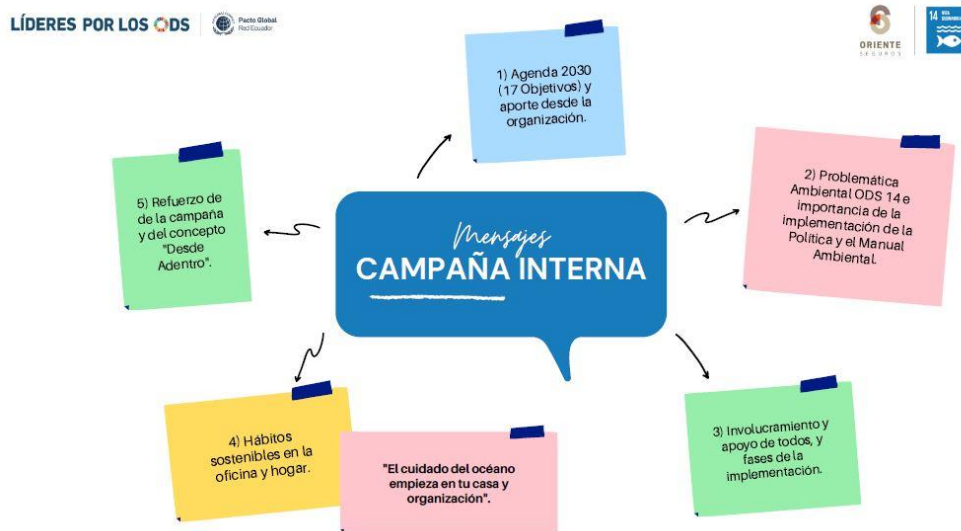 LÍDERES POR LOS ODS
Pacto Global
Red Ecuador
ORIENTE
SEGUROS
14 VIDA
SUBMARINA
1) Agenda 2030
(17 Objetivos) y
aporte desde la
organización.
2) Problemática
Ambiental ODS 14 e
importancia de la
implementación de la
Política y el Manual
Ambiental.
5) Refuerzo de
de la campaña
y del concepto
"Desde
Adentro".
Mensajes
CAMPAÑA INTERNA
4) Hábitos
sostenibles en la
oficina y hogar.
"El cuidado del océano
empieza en tu casa y
organización".
3) Involucramiento y
apoyo de todos, y
fases de la
implementación.